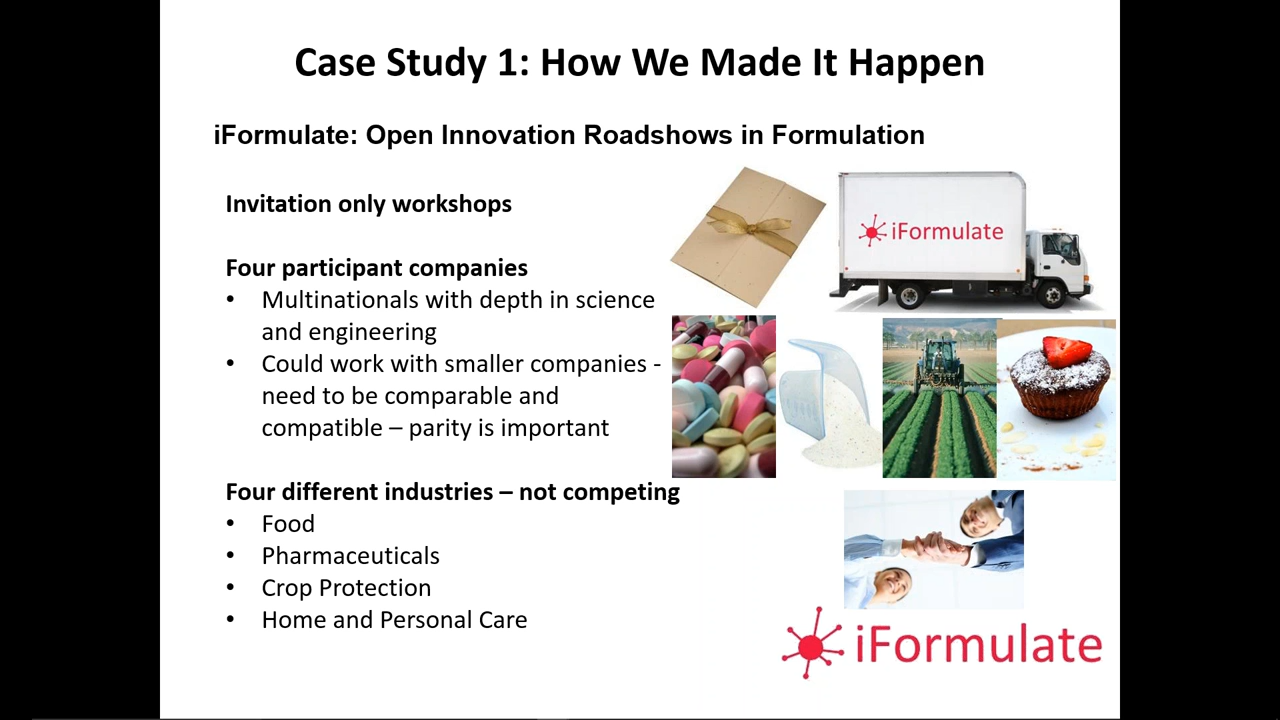 Case Study 1: How We Made It Happen
iFormulate: Open Innovation Roadshows in Formulation
Invitation only workshops
iFormulate
Four participant companies
• Multinationals with depth in science
and engineering
• Could work with smaller companies -
need to be comparable and
compatible – parity is important
Four different industries – not competing
• Food
• Pharmaceuticals
• Crop Protection
• Home and Personal Care
iFormulate